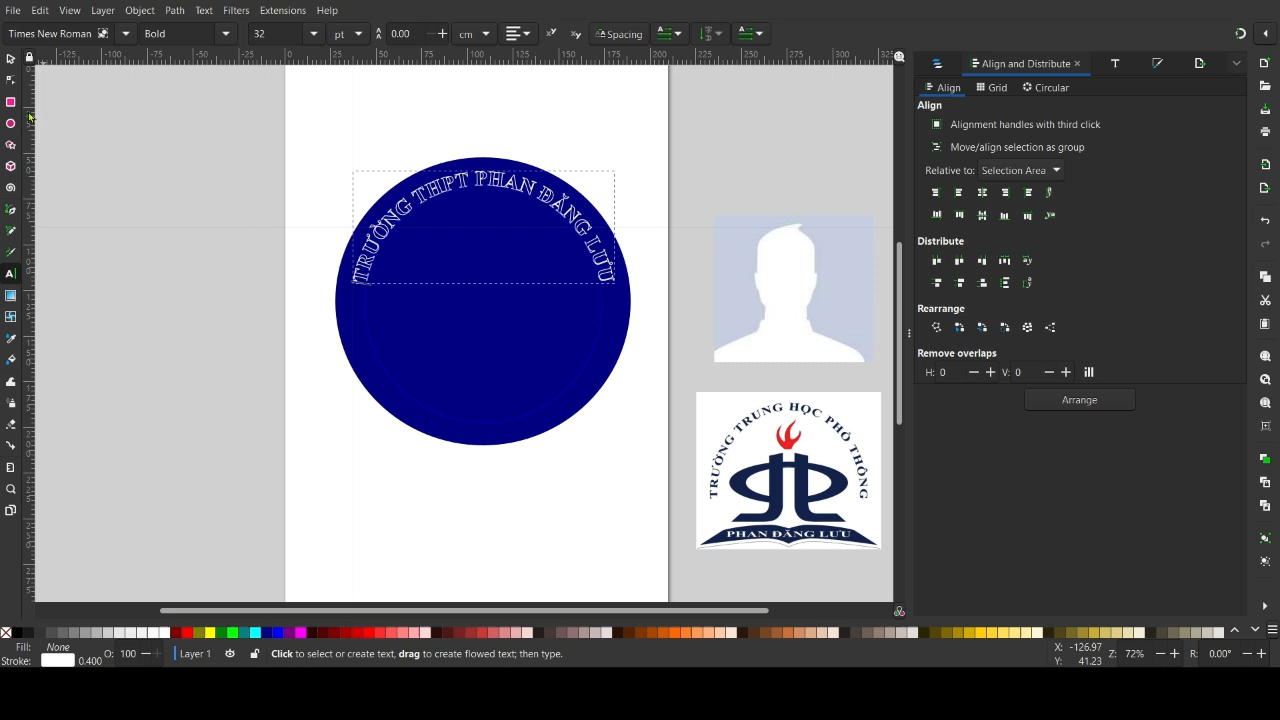 File Edit View Layer Object Path Text Filters Extensions Help
Times New Roman Bold 32 pt 0.00 cm Spacing
Align and Distribute
Align Grid Circular
Align
Alignment handles with third click
Move/align selection as group
Relative to: Selection Area
Distribute
Rearrange
Remove overlaps
H: 0 V: 0
Arrange
TRƯỜNG THPT PHAN ĐĂNG LƯU
TRƯỜNG TRUNG HỌC PHỔ THÔNG
PHAN ĐĂNG LƯU
Fill: None
Stroke: 0.400 O: 100 Layer 1 Click to select or create text, drag to create flowed text; then type.
X: -126.97
Y: 41.23
Z: 72% R: 0.00°